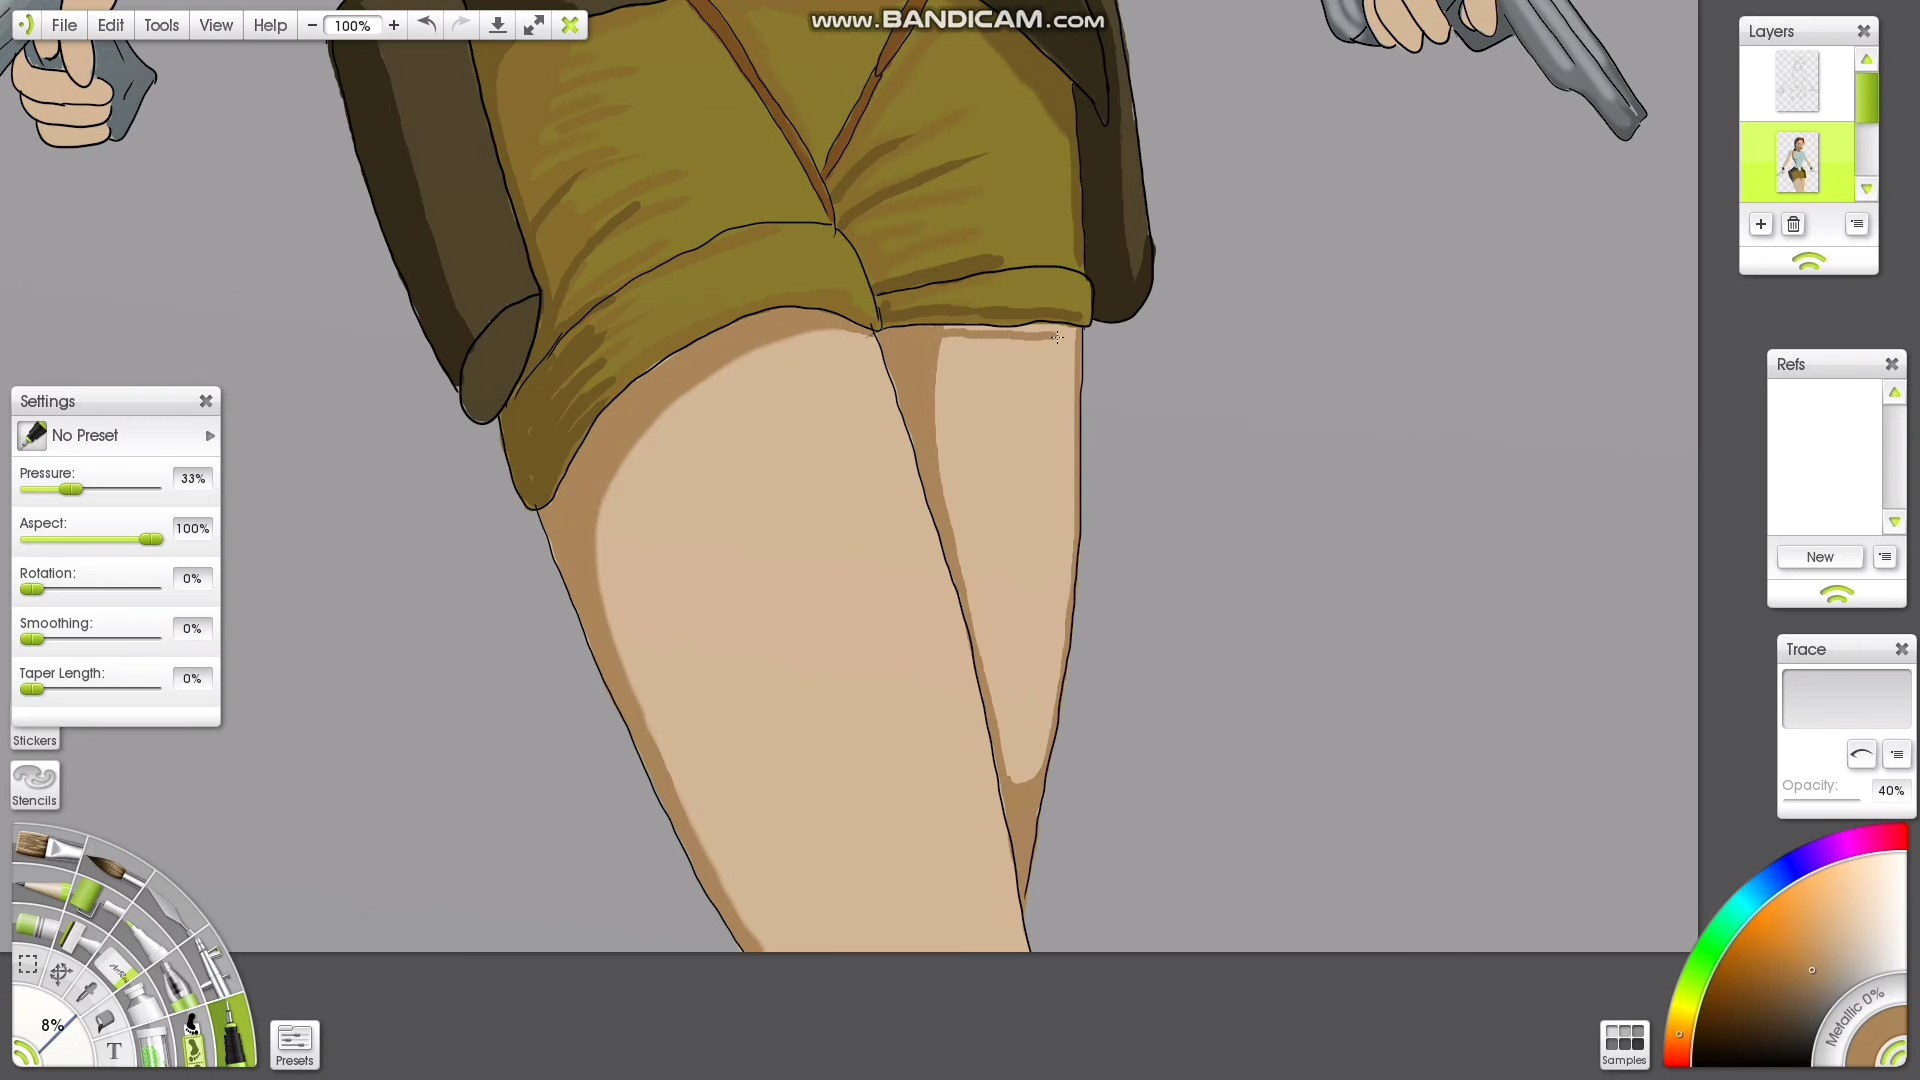 File Edit Tools View Help 100%
www.BANDICAM.com
Layers
Settings
No Preset
Pressure: 33%
Aspect: 100%
Rotation: 0%
Smoothing: 0%
Taper Length: 0%
Stickers
Stencils
Refs
New
Trace
Opacity: 40%
8%
T
Presets
Samples
Metallic 0%